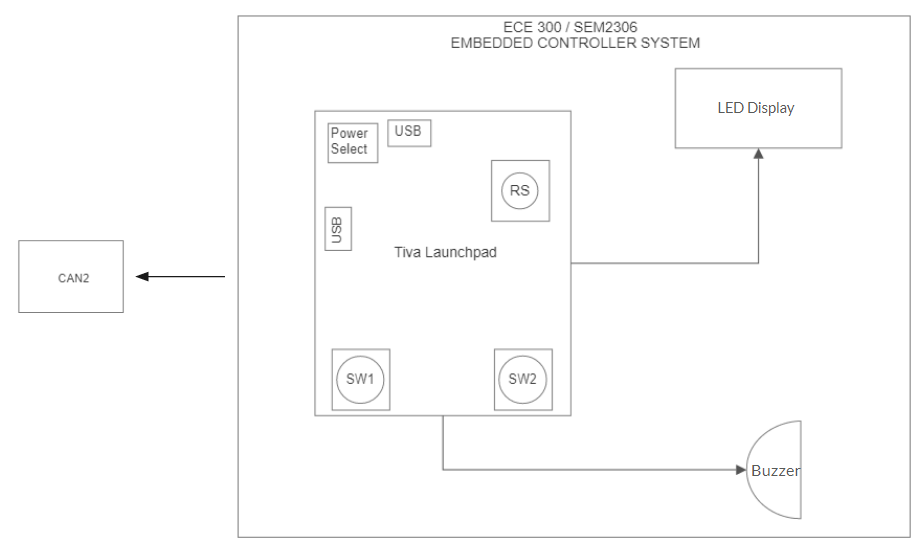 ECE 300 / SEM2306
EMBEDDED CONTROLLER SYSTEM
LED Display
Power
Select
USB
RS
USB
Tiva Launchpad
CAN2
SW1
SW2
Buzzer